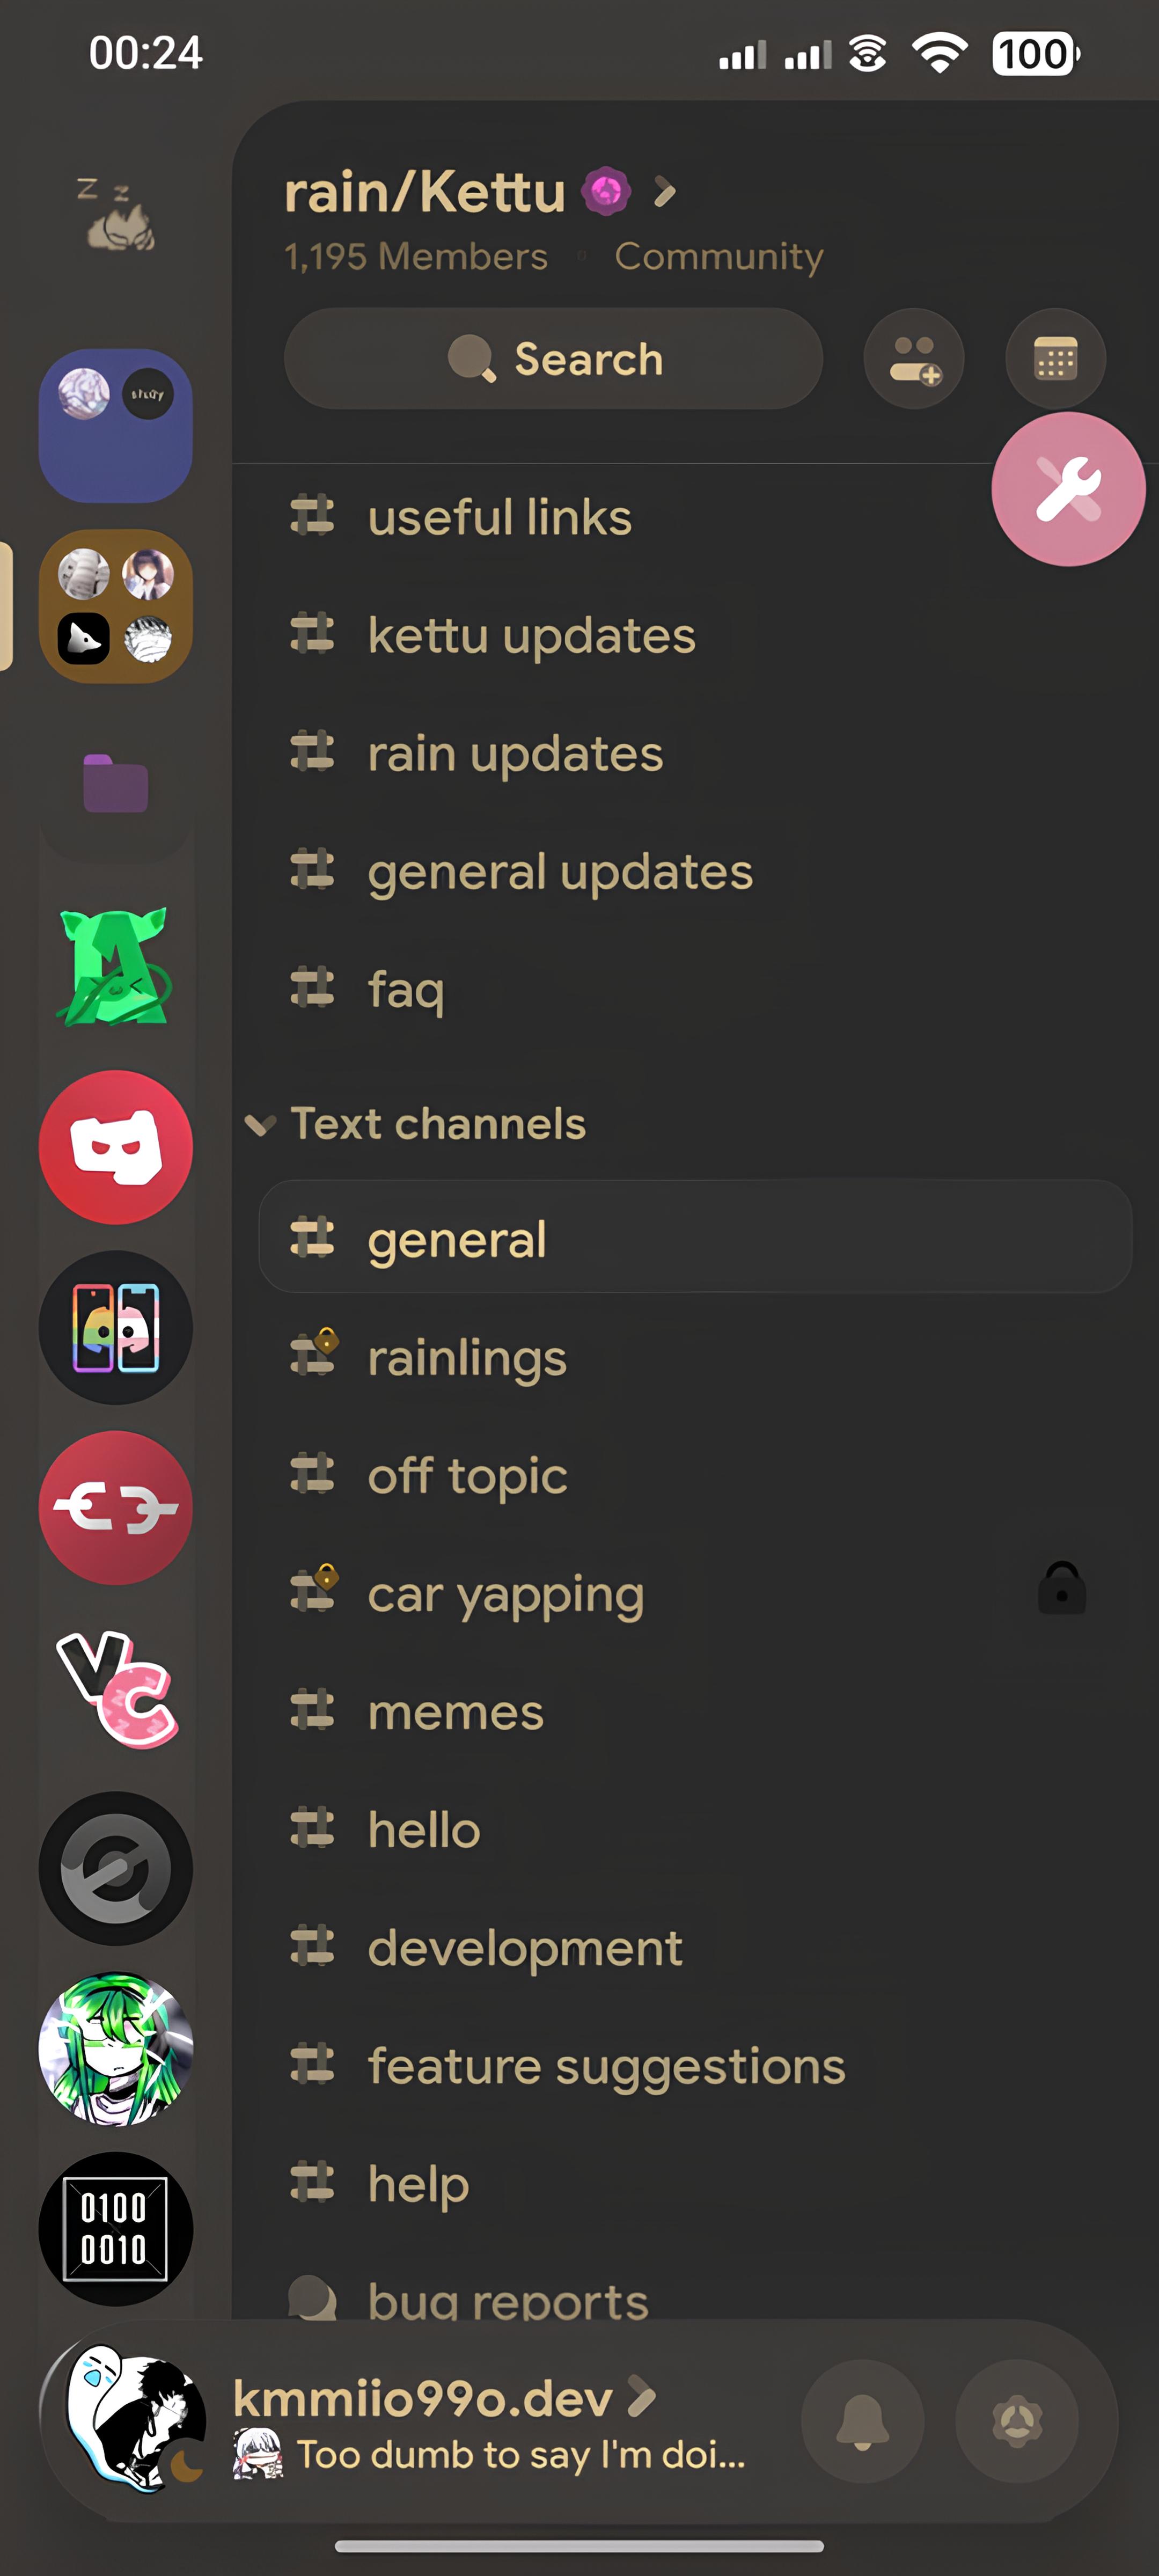 00:24
100
z z
rain/Kettu
1,195 Members Community
Search
# useful links
# kettu updates
# rain updates
# general updates
# faq
Text channels
# general
# rainlings
# off topic
# car yapping
# memes
# hello
# development
# feature suggestions
# help
bug reports
A
VC
0100
0010
kmmiio99o.dev
Too dumb to say I'm doi...